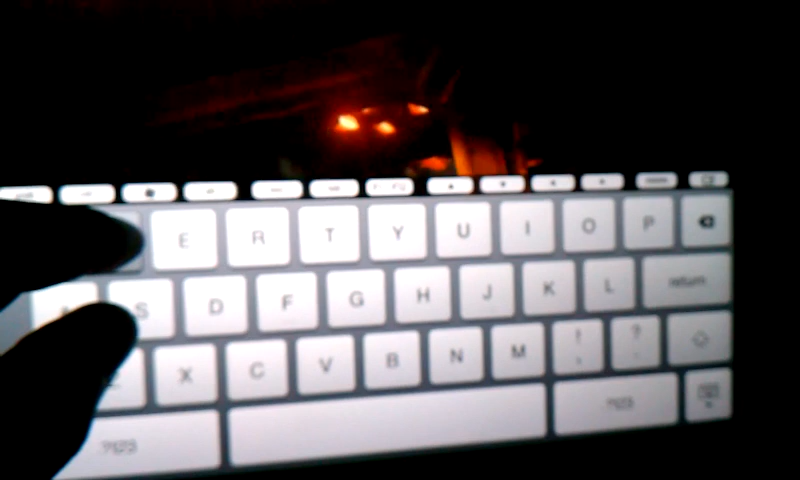 E R T Y U I O P
S D F G H J K L return
Z X C V B N M ! , ? .
.?123 .?123